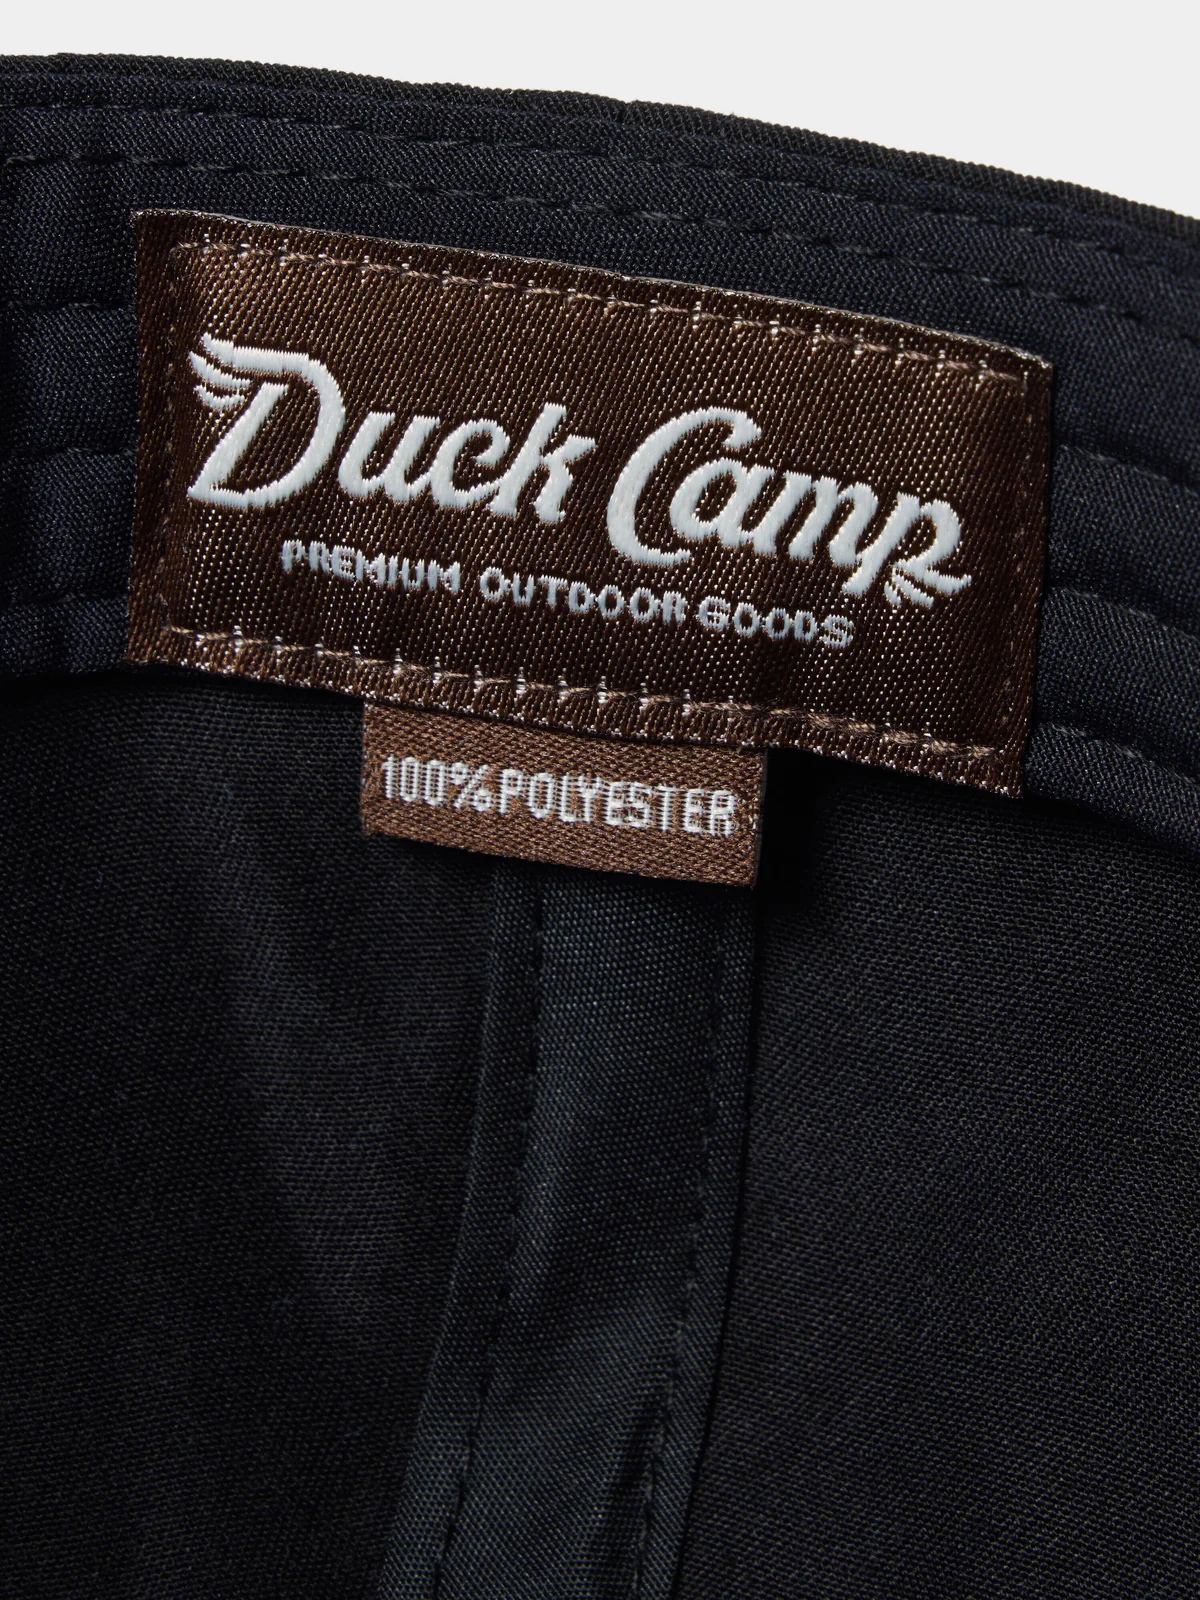 Duck Camp
PREMIUM OUTDOOR GOODS
100% POLYESTER